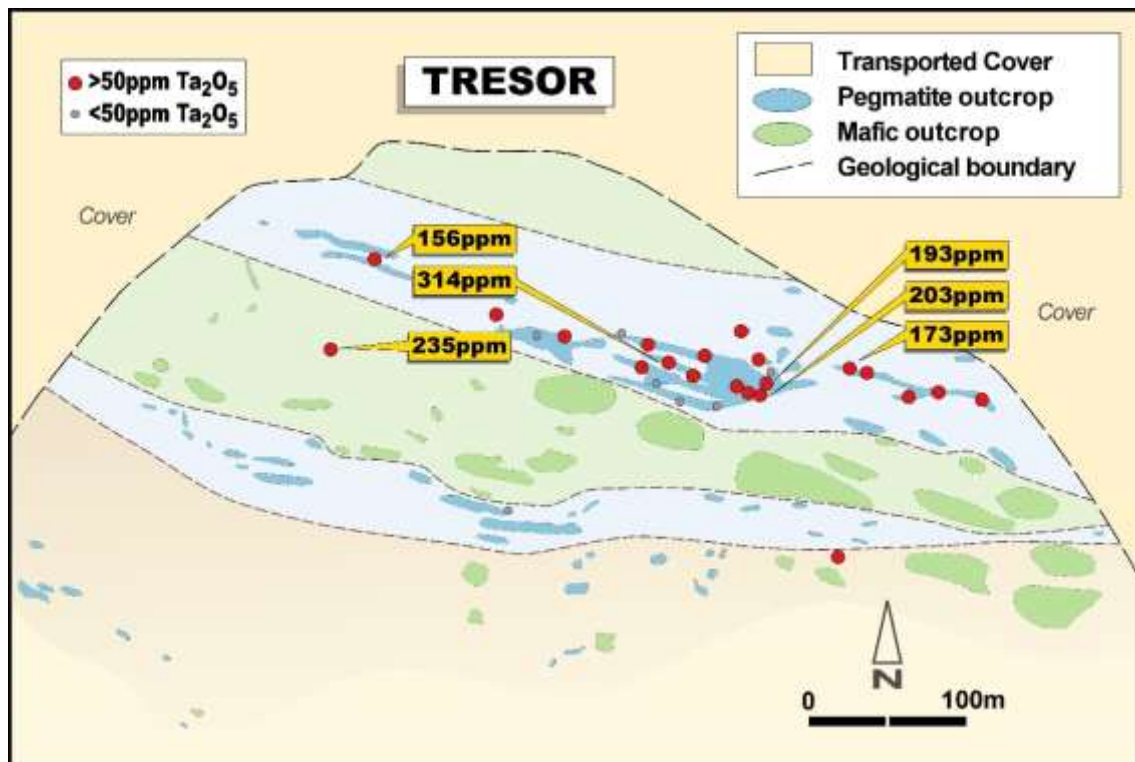 TRESOR
>50ppm Ta₂O₅
<50ppm Ta₂O₅
Transported Cover
Pegmatite outcrop
Mafic outcrop
Geological boundary
Cover
156ppm
314ppm
235ppm
193ppm
203ppm
173ppm
Cover
N
0 100m